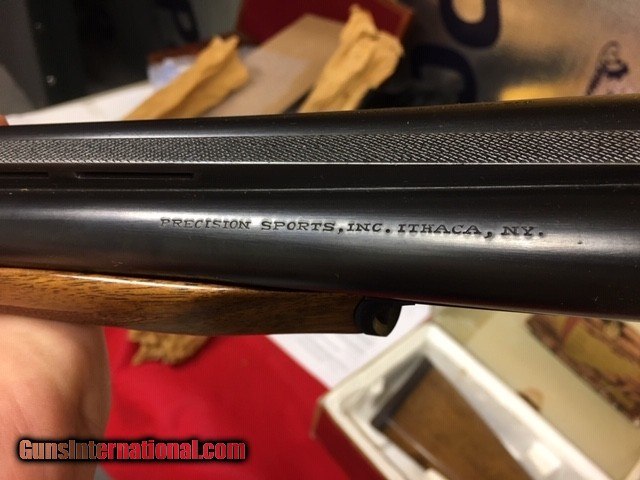 PRECISION SPORTS, INC. ITHACA, NY.
GunsInternational.com